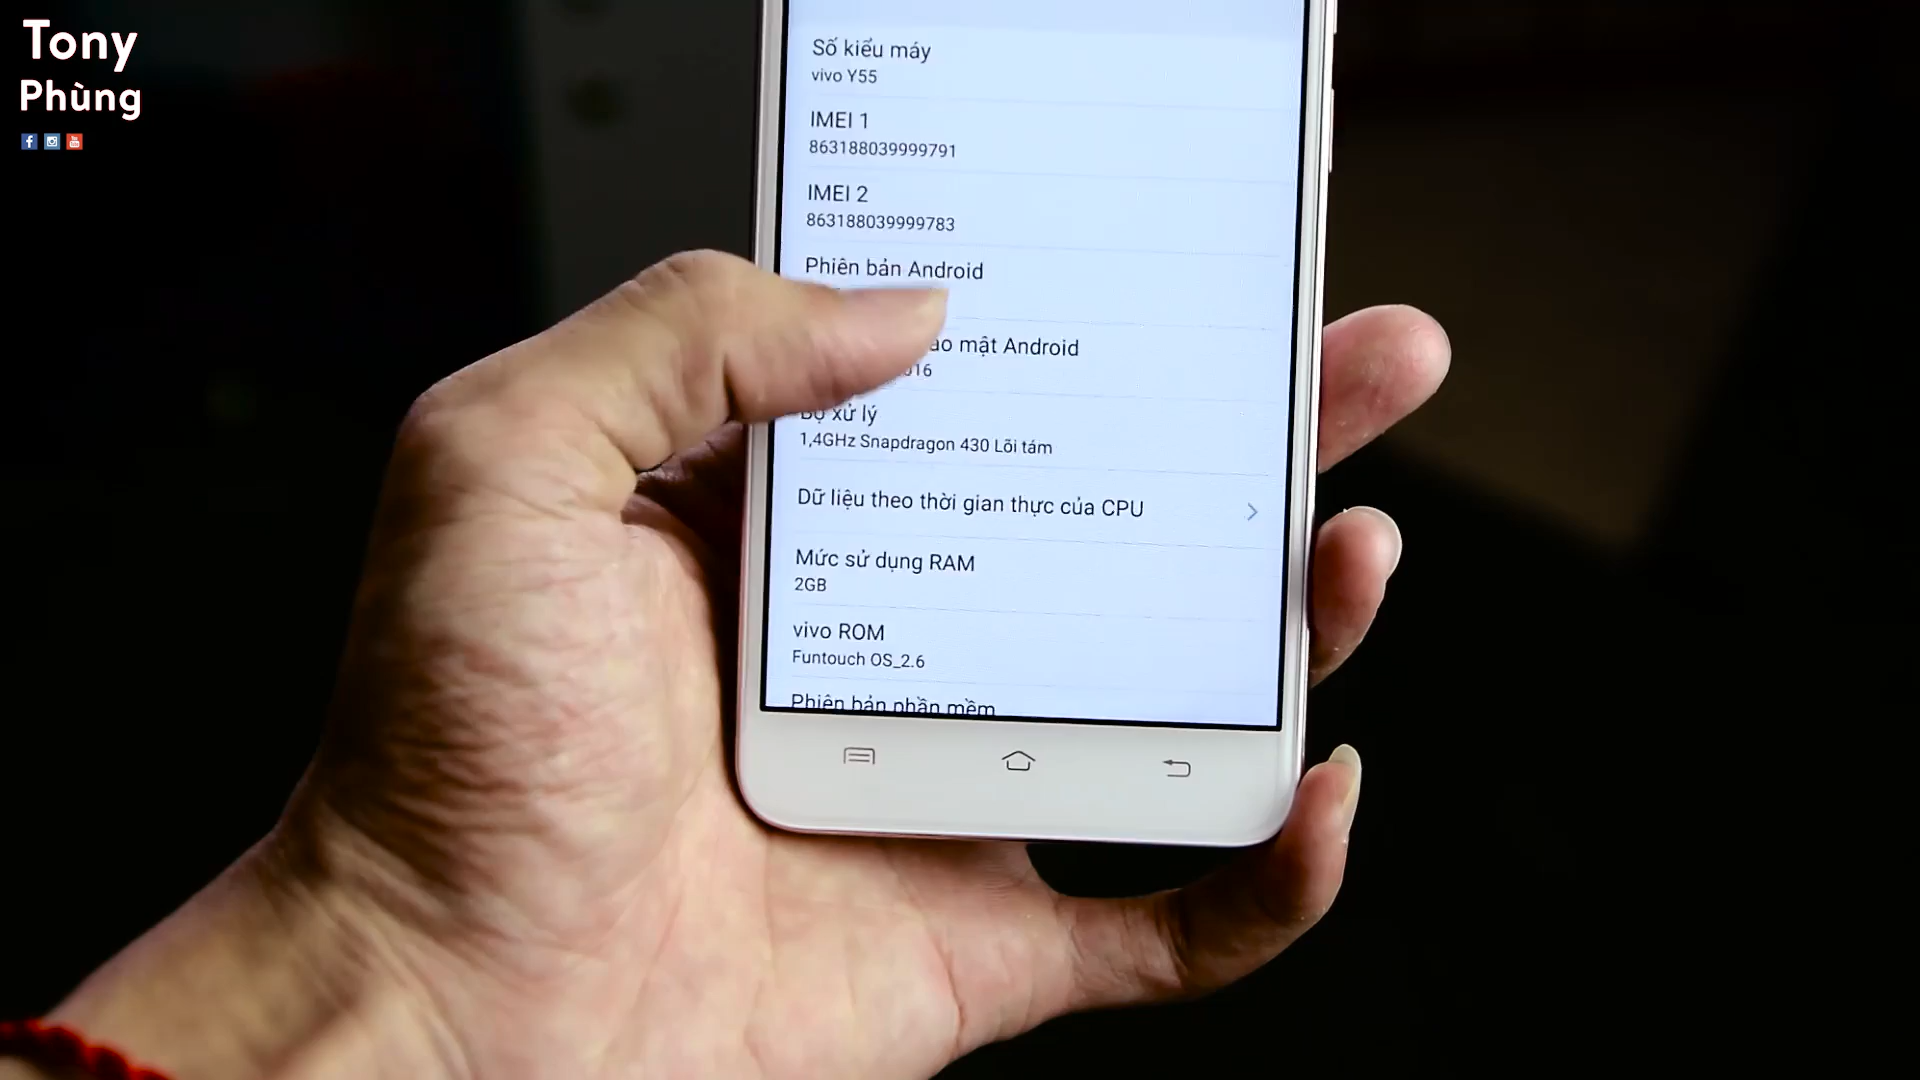 Tony
Phùng
Số kiểu máy
vivo Y55
IMEI 1
863188039999791
IMEI 2
863188039999783
Phiên bản Android
mật Android
Bộ xử lý
1,4GHz Snapdragon 430 Lõi tám
Dữ liệu theo thời gian thực của CPU
Mức sử dụng RAM
2GB
vivo ROM
Funtouch OS_2.6
Phiên bản phần mềm